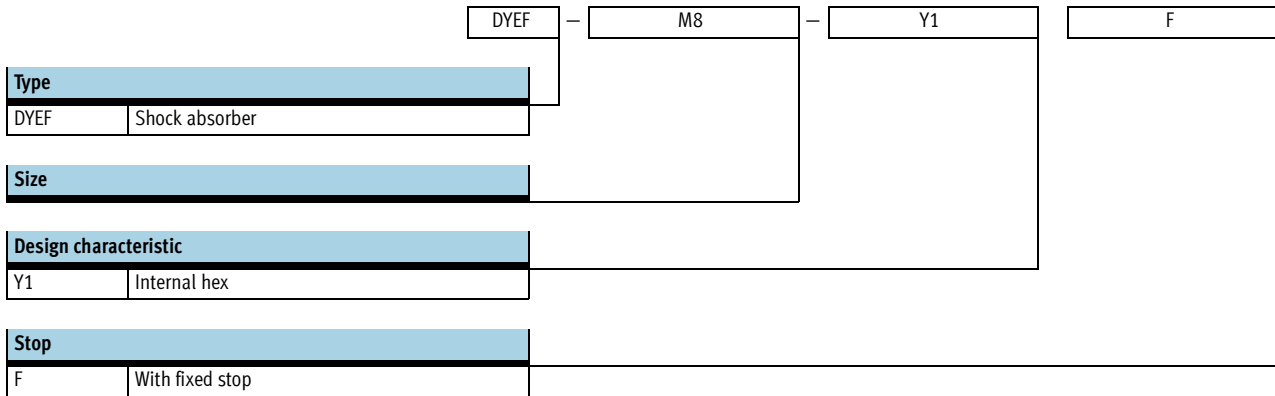 DYEF – M8 – Y1 F
Type
DYEF Shock absorber
Size
Design characteristic
Y1 Internal hex
Stop
F With fixed stop